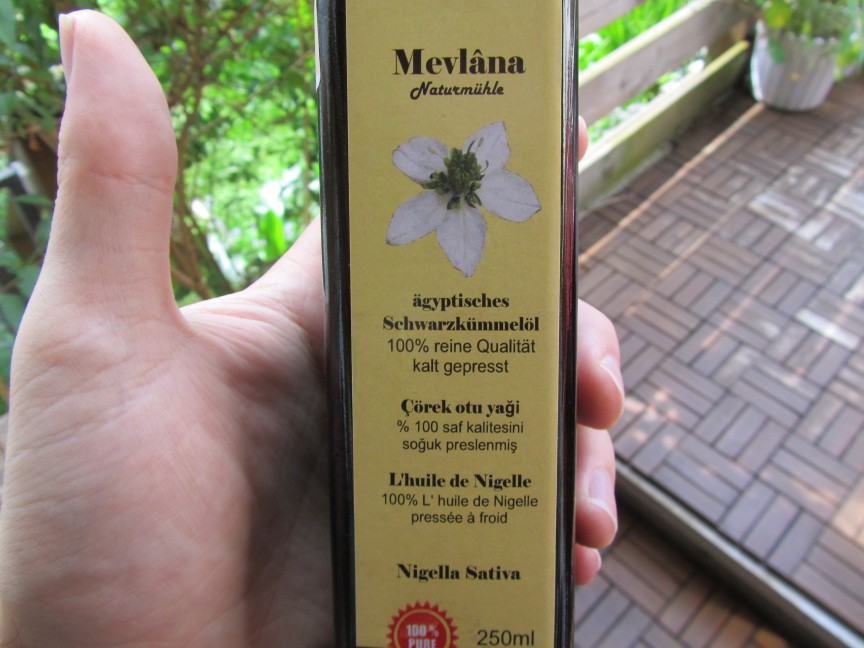 Mevlâna
Naturmühle
ägyptisches
Schwarzkümmelöl
100% reine Qualität
kalt gepresst
Çörek otu yaği
% 100 saf kalitesini
soğuk preslenmiş
L'huile de Nigelle
100% L' huile de Nigelle
pressée à froid
Nigella Sativa
100%
PURE
250ml